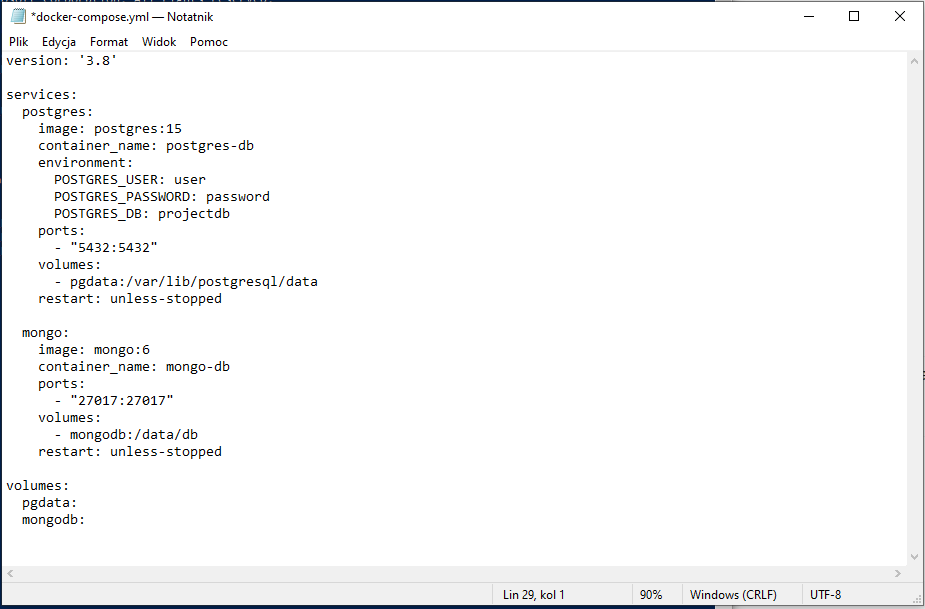 *docker-compose.yml — Notatnik
Plik Edycja Format Widok Pomoc
version: '3.8'

services:
  postgres:
    image: postgres:15
    container_name: postgres-db
    environment:
      POSTGRES_USER: user
      POSTGRES_PASSWORD: password
      POSTGRES_DB: projectdb
    ports:
      - "5432:5432"
    volumes:
      - pgdata:/var/lib/postgresql/data
    restart: unless-stopped

  mongo:
    image: mongo:6
    container_name: mongo-db
    ports:
      - "27017:27017"
    volumes:
      - mongodb:/data/db
    restart: unless-stopped

volumes:
  pgdata:
  mongodb:
Lin 29, kol 1 90% Windows (CRLF) UTF-8